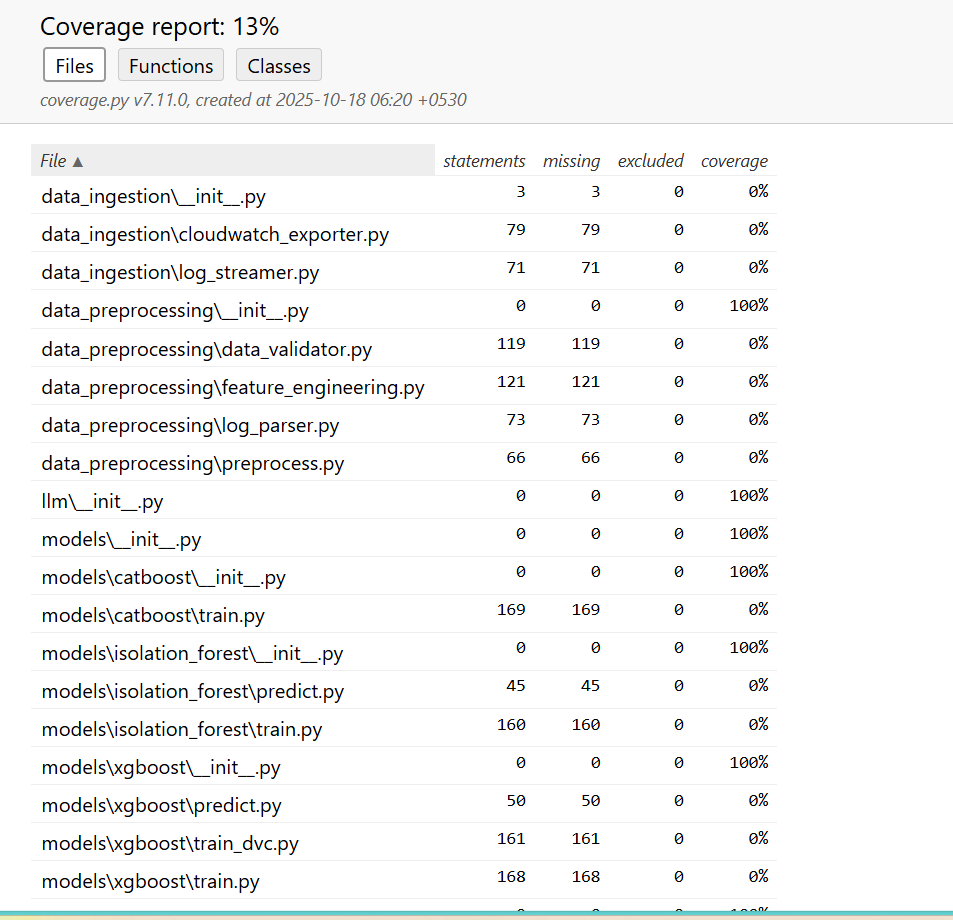 Coverage report: 13%
Files Functions Classes
coverage.py v7.11.0, created at 2025-10-18 06:20 +0530
File ▲ statements missing excluded coverage
data_ingestion\__init__.py 3 3 0 0%
data_ingestion\cloudwatch_exporter.py 79 79 0 0%
data_ingestion\log_streamer.py 71 71 0 0%
data_preprocessing\__init__.py 0 0 0 100%
data_preprocessing\data_validator.py 119 119 0 0%
data_preprocessing\feature_engineering.py 121 121 0 0%
data_preprocessing\log_parser.py 73 73 0 0%
data_preprocessing\preprocess.py 66 66 0 0%
llm\__init__.py 0 0 0 100%
models\__init__.py 0 0 0 100%
models\catboost\__init__.py 0 0 0 100%
models\catboost\train.py 169 169 0 0%
models\isolation_forest\__init__.py 0 0 0 100%
models\isolation_forest\predict.py 45 45 0 0%
models\isolation_forest\train.py 160 160 0 0%
models\xgboost\__init__.py 0 0 0 100%
models\xgboost\predict.py 50 50 0 0%
models\xgboost\train_dvc.py 161 161 0 0%
models\xgboost\train.py 168 168 0 0%